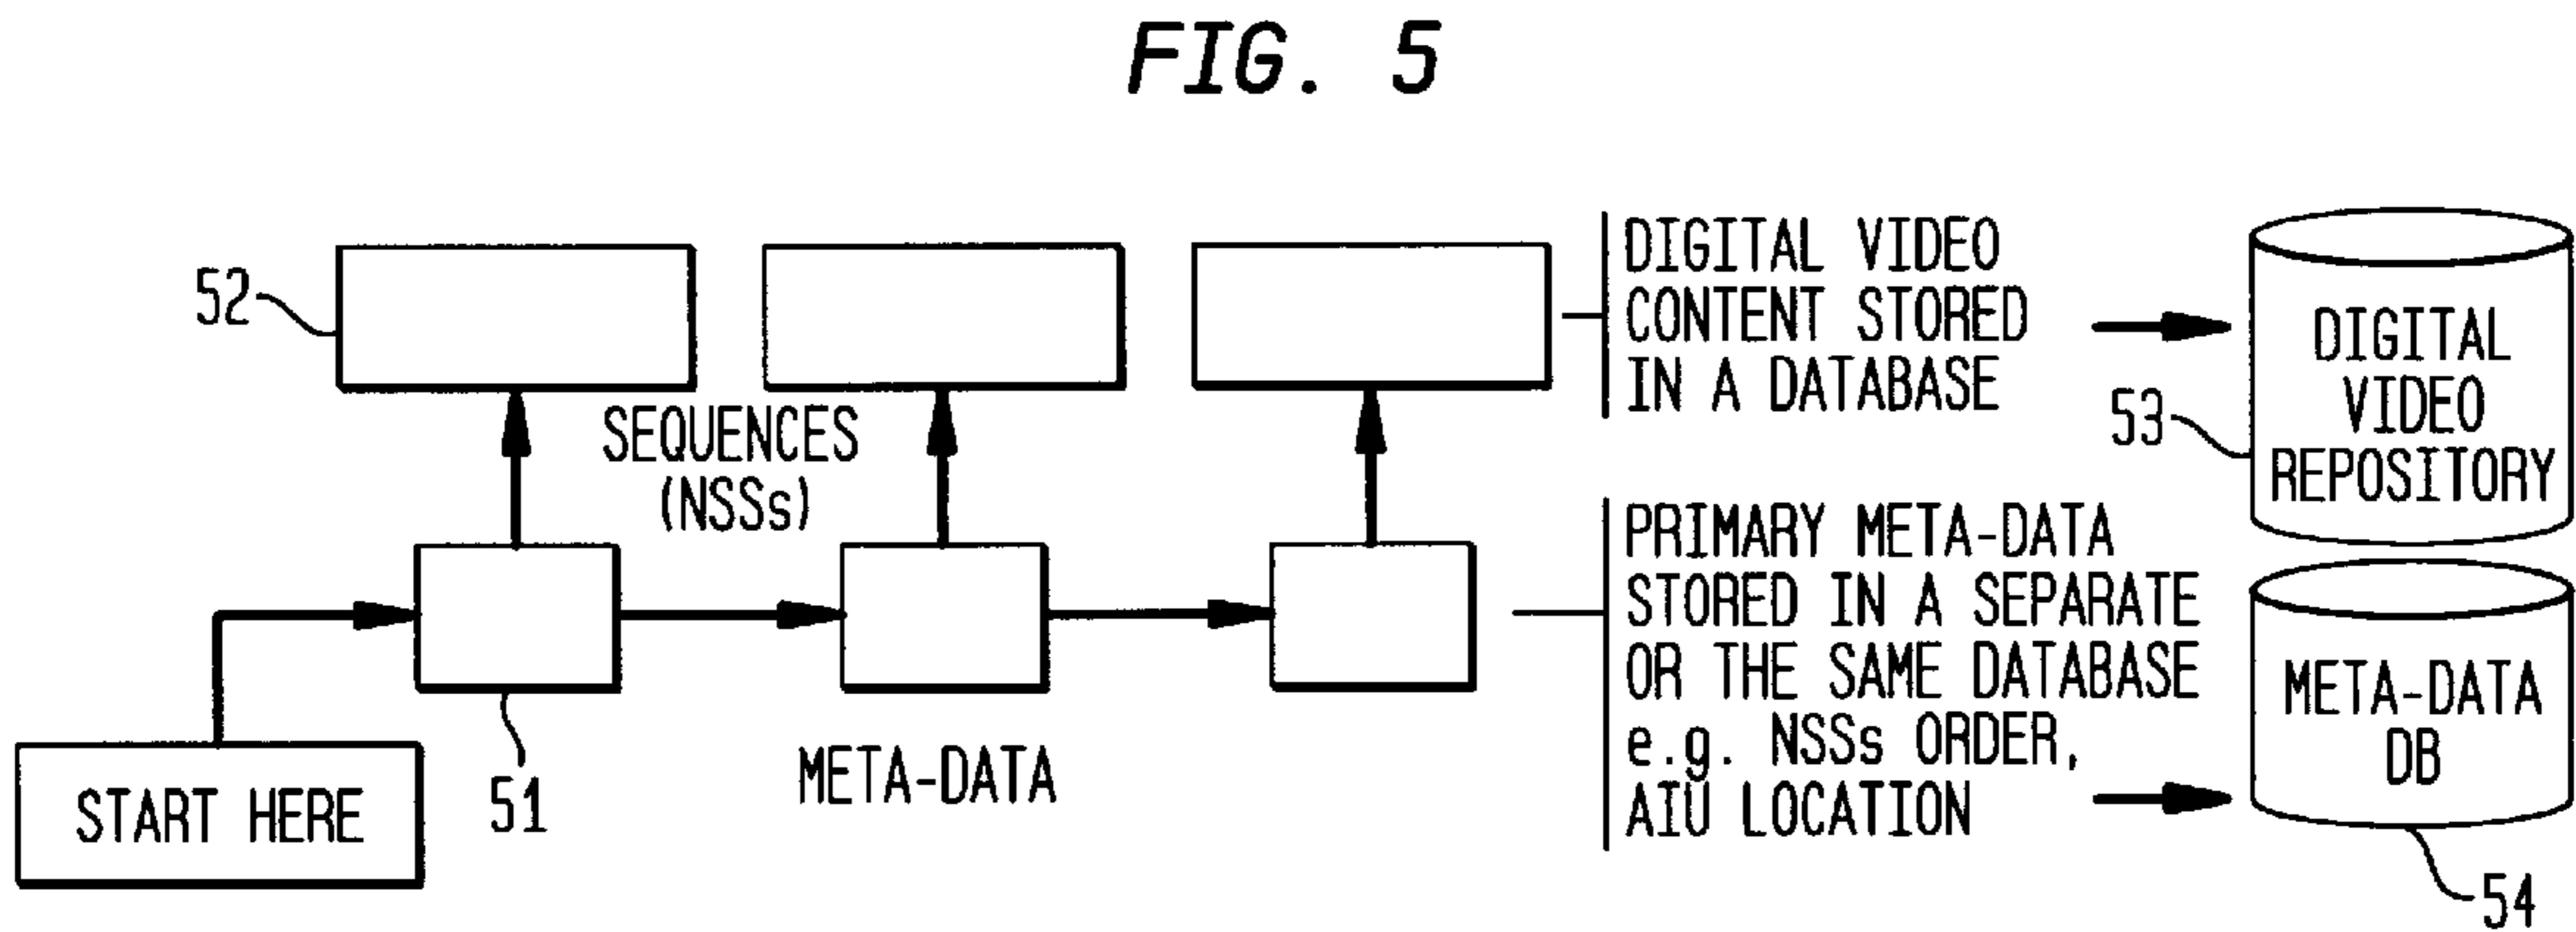 FIG. 5
52
SEQUENCES
(NSSs)
DIGITAL VIDEO
CONTENT STORED
IN A DATABASE
53
DIGITAL
VIDEO
REPOSITORY
START HERE
51
META-DATA
PRIMARY META-DATA
STORED IN A SEPARATE
OR THE SAME DATABASE
e.g. NSSs ORDER,
AIU LOCATION
META-DATA
DB
54